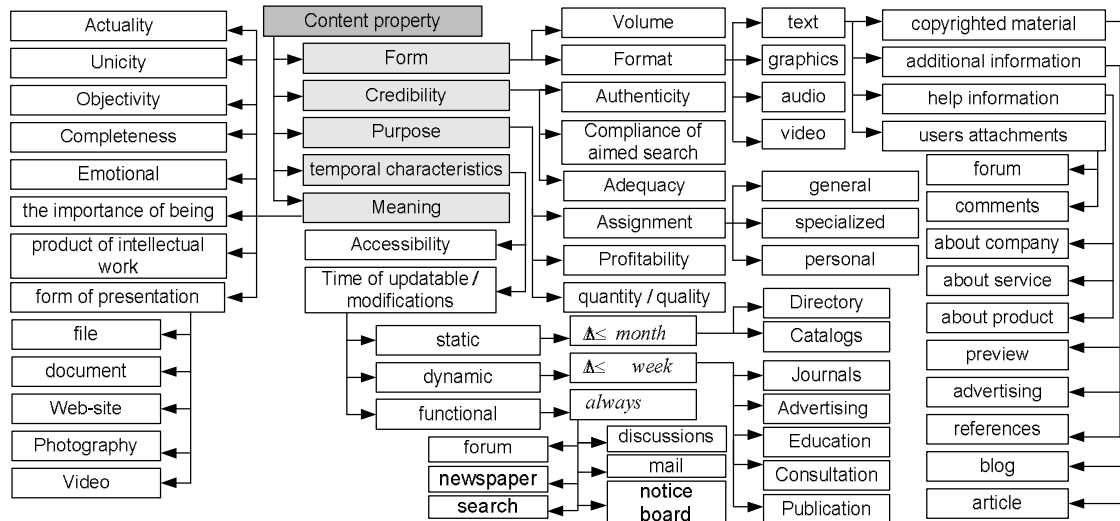 Content property
Form
Credibility
Purpose
temporal characteristics
Meaning
Actuality
Unicity
Objectivity
Completeness
Emotional
the importance of being
product of intellectual
work
form of presentation
file
document
Web-site
Photography
Video
Accessibility
Time of updatable /
modifications
static
dynamic
functional
≤ month
≤ week
always
forum
newspaper
search
discussions
mail
notice
board
Volume
Format
Authenticity
Compliance of
aimed search
Adequacy
Assignment
Profitability
quantity / quality
text
graphics
audio
video
general
specialized
personal
Directory
Catalogs
Journals
Advertising
Education
Consultation
Publication
copyrighted material
additional information
help information
users attachments
forum
comments
about company
about service
about product
preview
advertising
references
blog
article